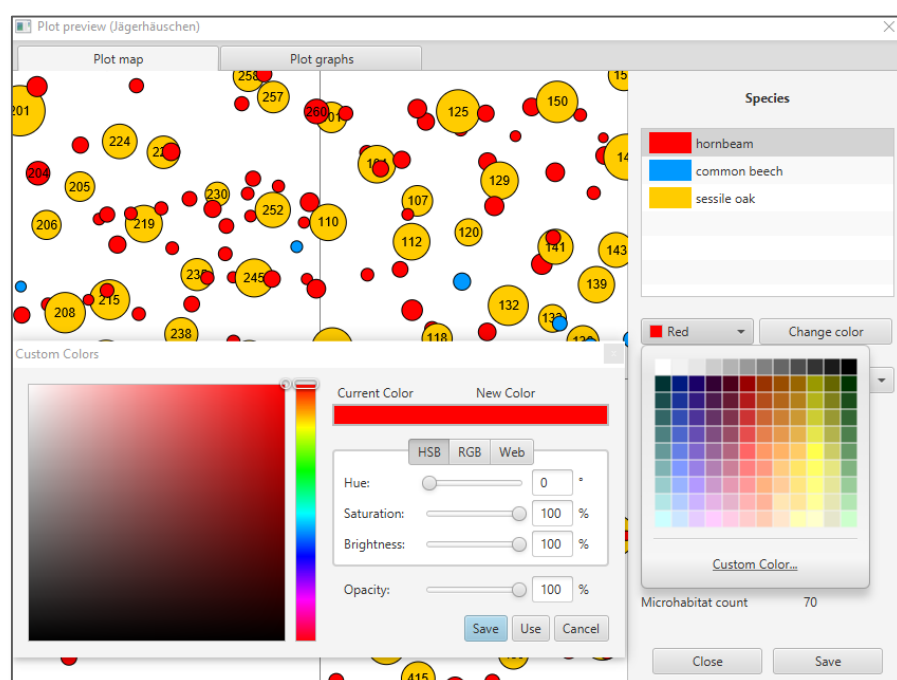 Plot preview (Jägerhäuschen)
Plot map Plot graphs
258 257 201 260 125 150
224 204 205 230 129
206 219 252 110 107 120
112 141 143
245 139
215 208 132
238 118
Species
hornbeam
common beech
sessile oak
Red Change color
Custom Colors
Current Color New Color
HSB RGB Web
Hue: 0 °
Saturation: 100 %
Brightness: 100 %
Opacity: 100 %
Save Use Cancel
Custom Color...
Microhabitat count 70
Close Save
415